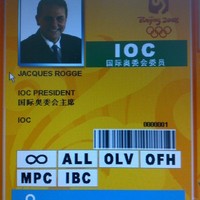 Beijing 2008
IOC
国际奥委会委员
JACQUES ROGGE
IOC PRESIDENT
国际奥委会主席
IOC
0000001
∞ ALL OLV OFH
MPC IBC